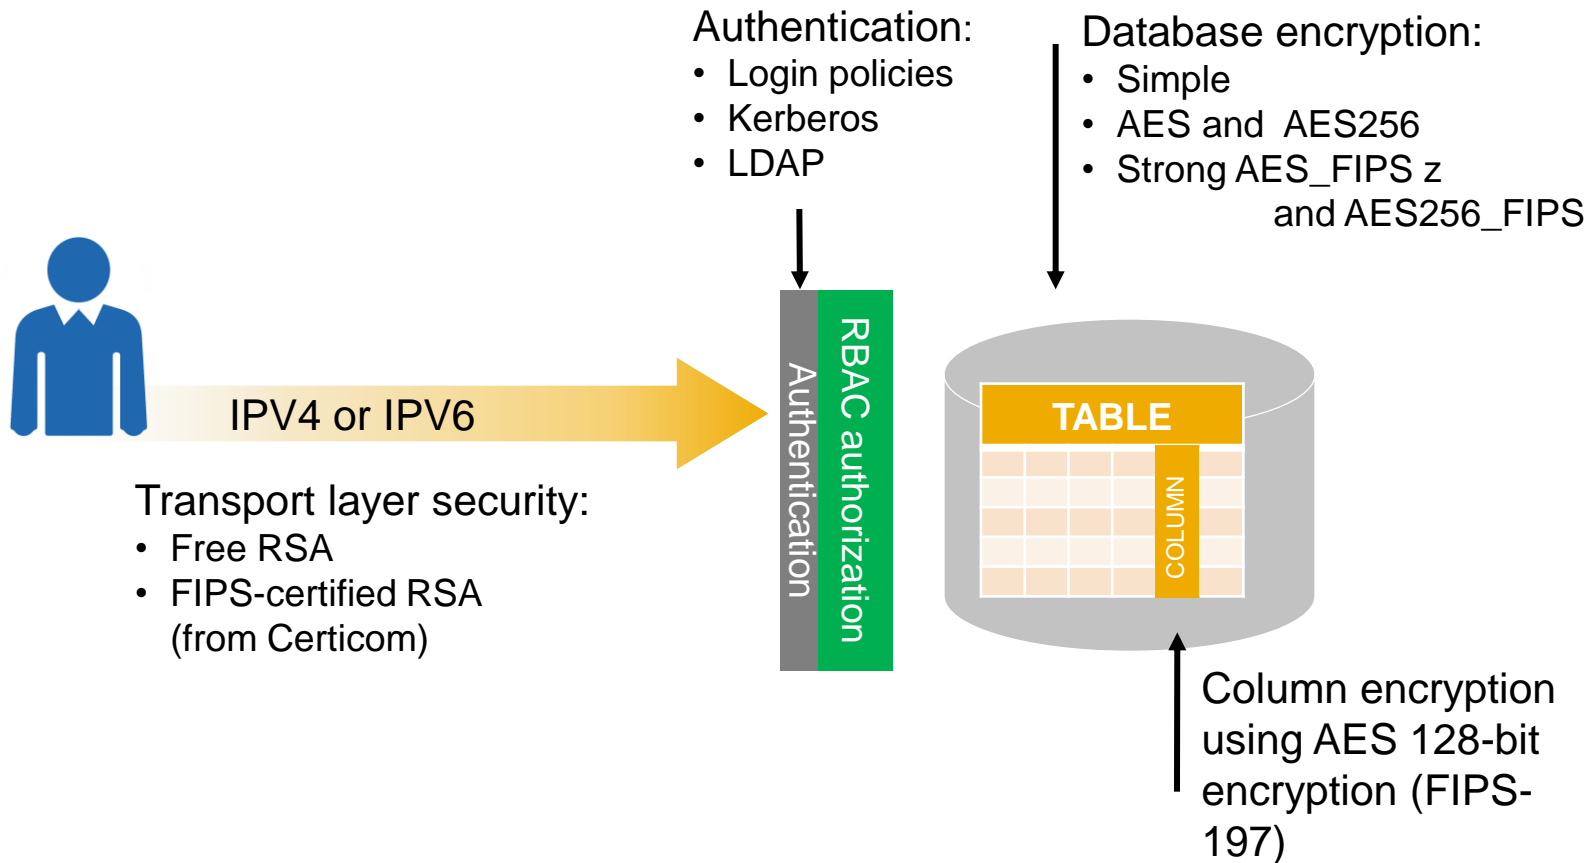 Authentication:
• Login policies
• Kerberos
• LDAP
Database encryption:
• Simple
• AES and AES256
• Strong AES_FIPS z
and AES256_FIPS
IPV4 or IPV6
Transport layer security:
• Free RSA
• FIPS-certified RSA
(from Certicom)
Authentication
RBAC authorization
TABLE
COLUMN
Column encryption
using AES 128-bit
encryption (FIPS-
197)